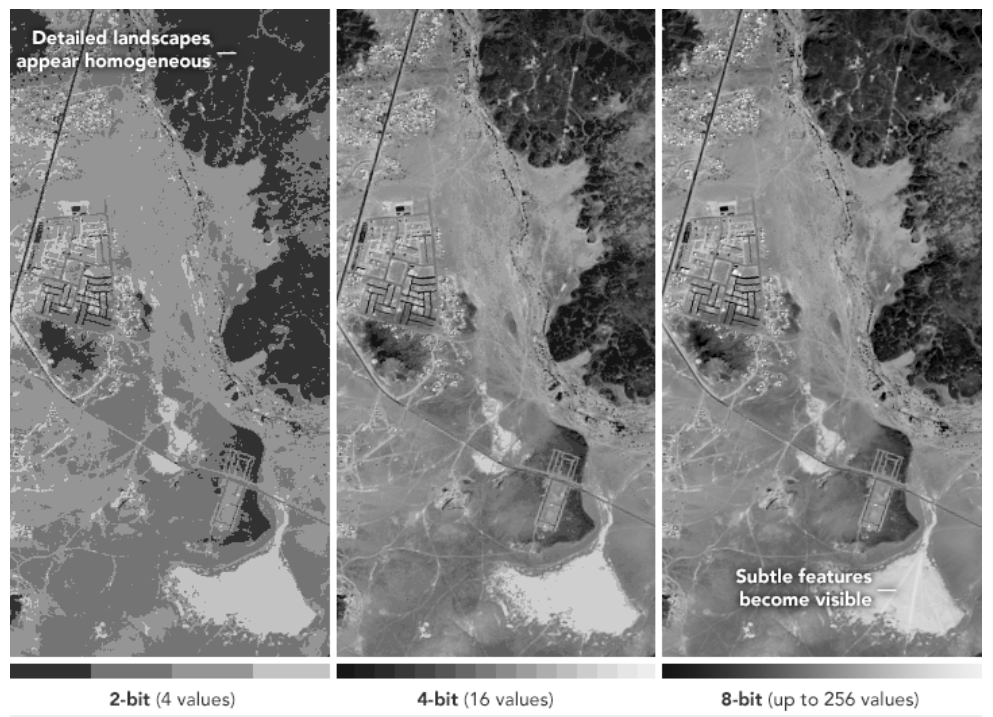 Detailed landscapes
appear homogeneous
Subtle features
become visible
2-bit (4 values)
4-bit (16 values)
8-bit (up to 256 values)